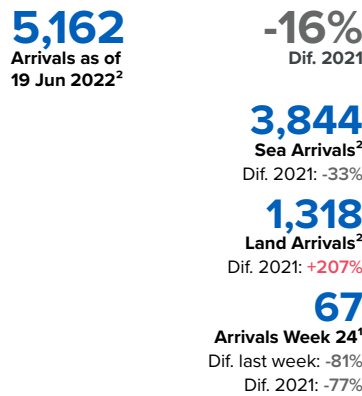 5,162
Arrivals as of
19 Jun 2022²
-16%
Dif. 2021
3,844
Sea Arrivals²
Dif. 2021: -33%
1,318
Land Arrivals²
Dif. 2021: +207%
67
Arrivals Week 24¹
Dif. last week: -81%
Dif. 2021: -77%